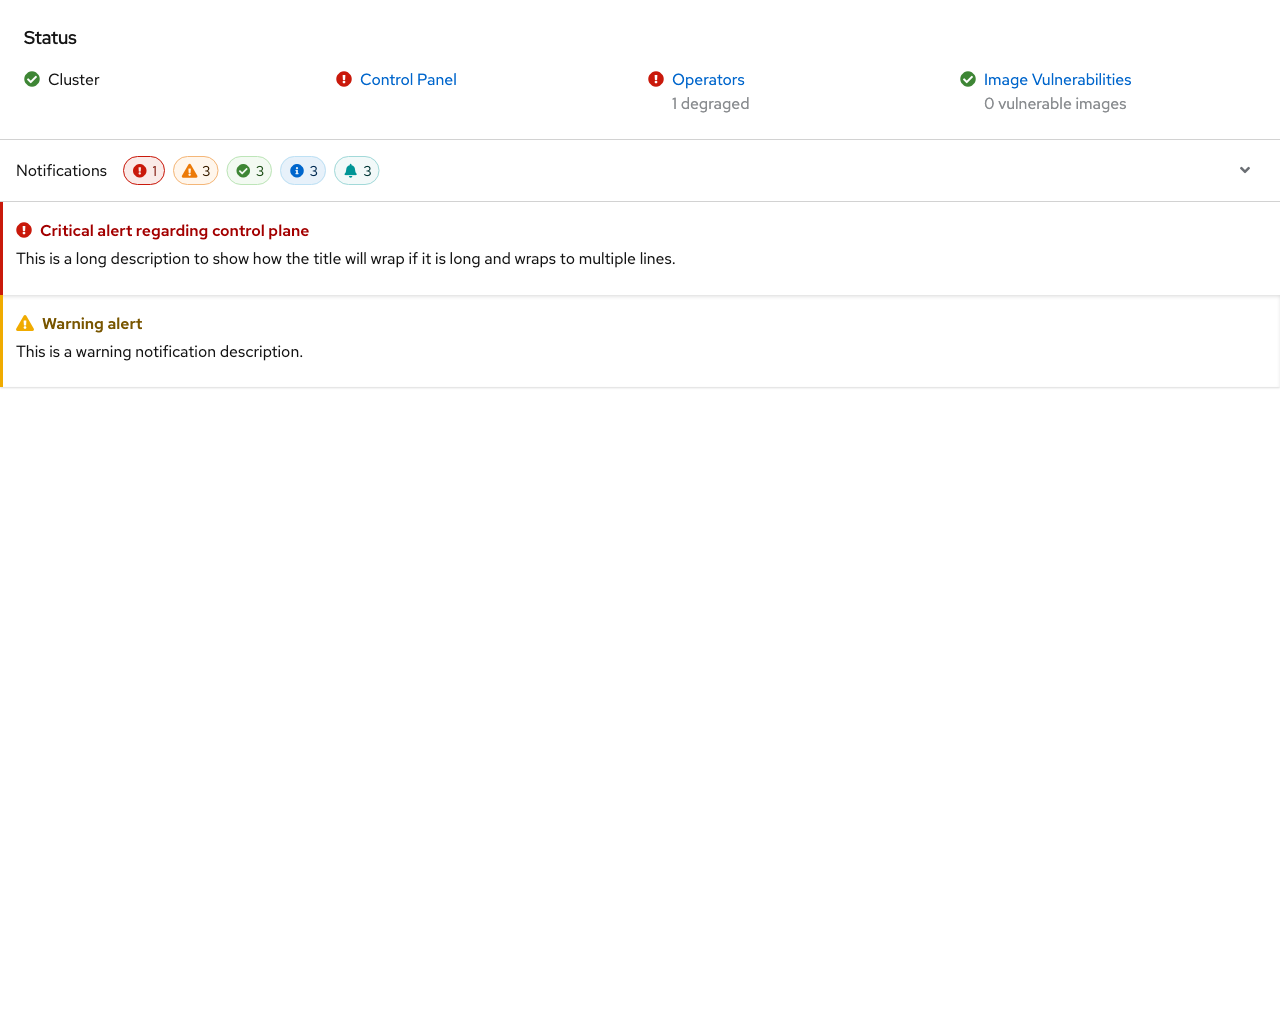 Status
Cluster
Control Panel
Operators
1 degraded
Image Vulnerabilities
0 vulnerable images
Notifications 1 3 3 3 3
Critical alert regarding control plane
This is a long description to show how the title will wrap if it is long and wraps to multiple lines.
Warning alert
This is a warning notification description.